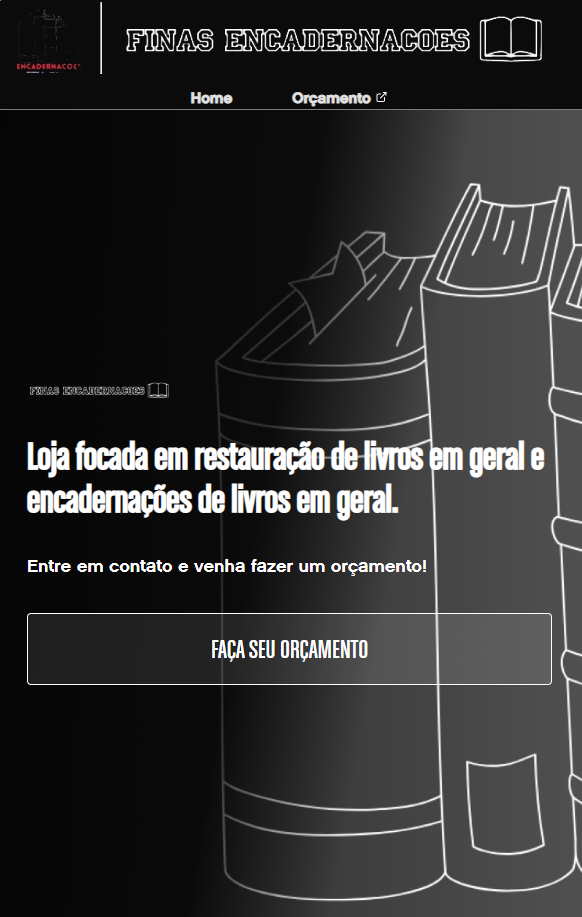 ENCADERNACOES
FINAS ENCADERNACOES
Home
Orçamento
FINAS ENCADERNACOES
Loja focada em restauração de livros em geral e
encadernações de livros em geral.
Entre em contato e venha fazer um orçamento!
FAÇA SEU ORÇAMENTO